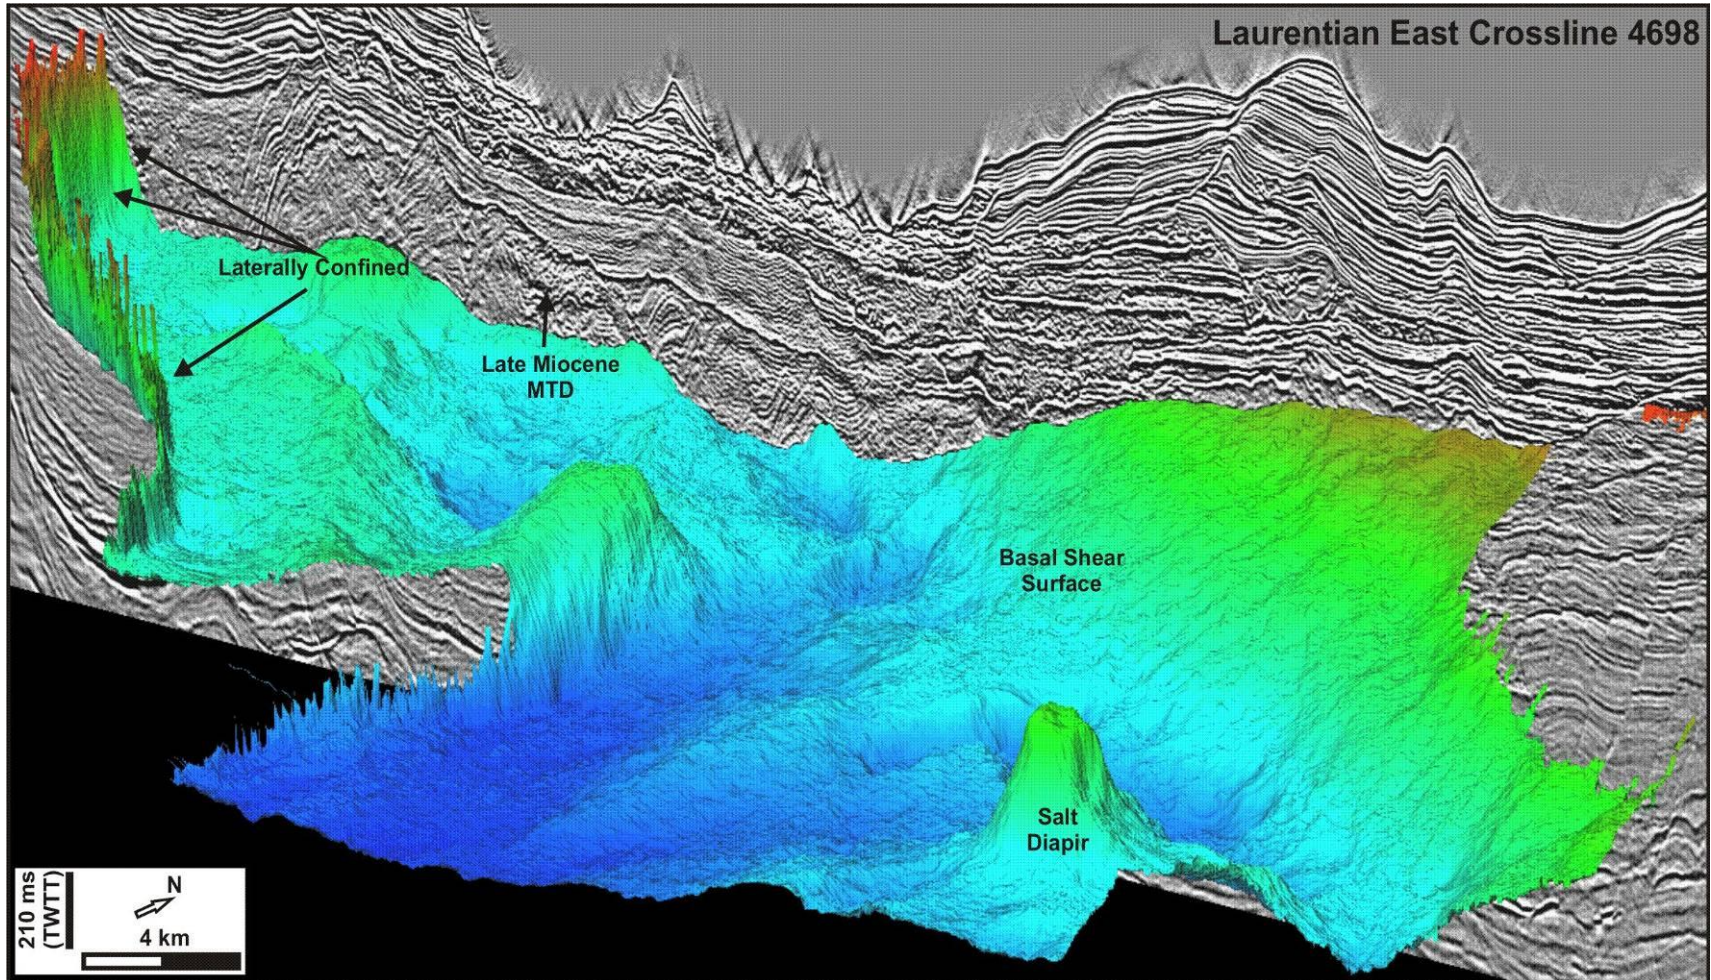 Laurentian East Crossline 4698
Laterally Confined
Late Miocene
MTD
Basal Shear
Surface
Salt
Diapir
210 ms
(TWTT)
N
4 km